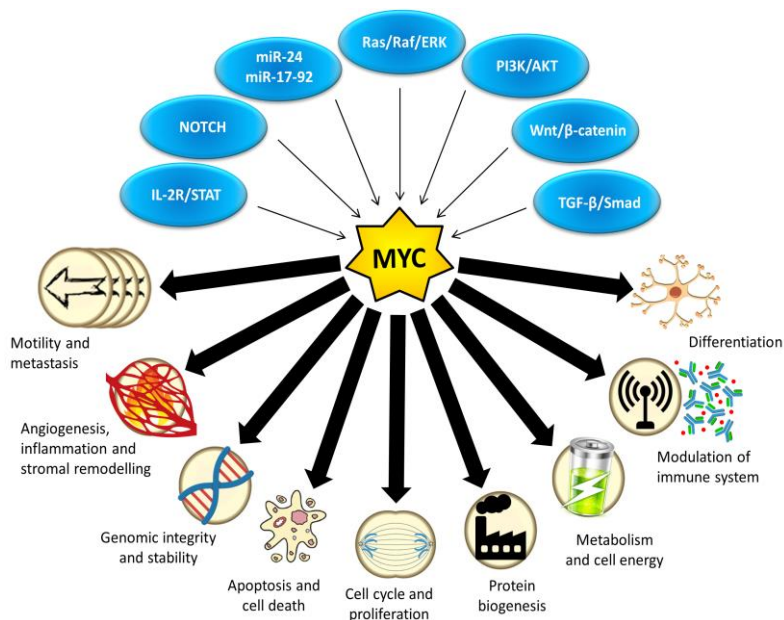 Ras/Raf/ERK
miR-24
miR-17-92
PI3K/AKT
NOTCH
Wnt/β-catenin
IL-2R/STAT
TGF-β/Smad
MYC
Motility and
metastasis
Differentiation
Angiogenesis,
inflammation and
stromal remodelling
Modulation of
immune system
Genomic integrity
and stability
Metabolism
and cell energy
Apoptosis and
cell death
Cell cycle and
proliferation
Protein
biogenesis